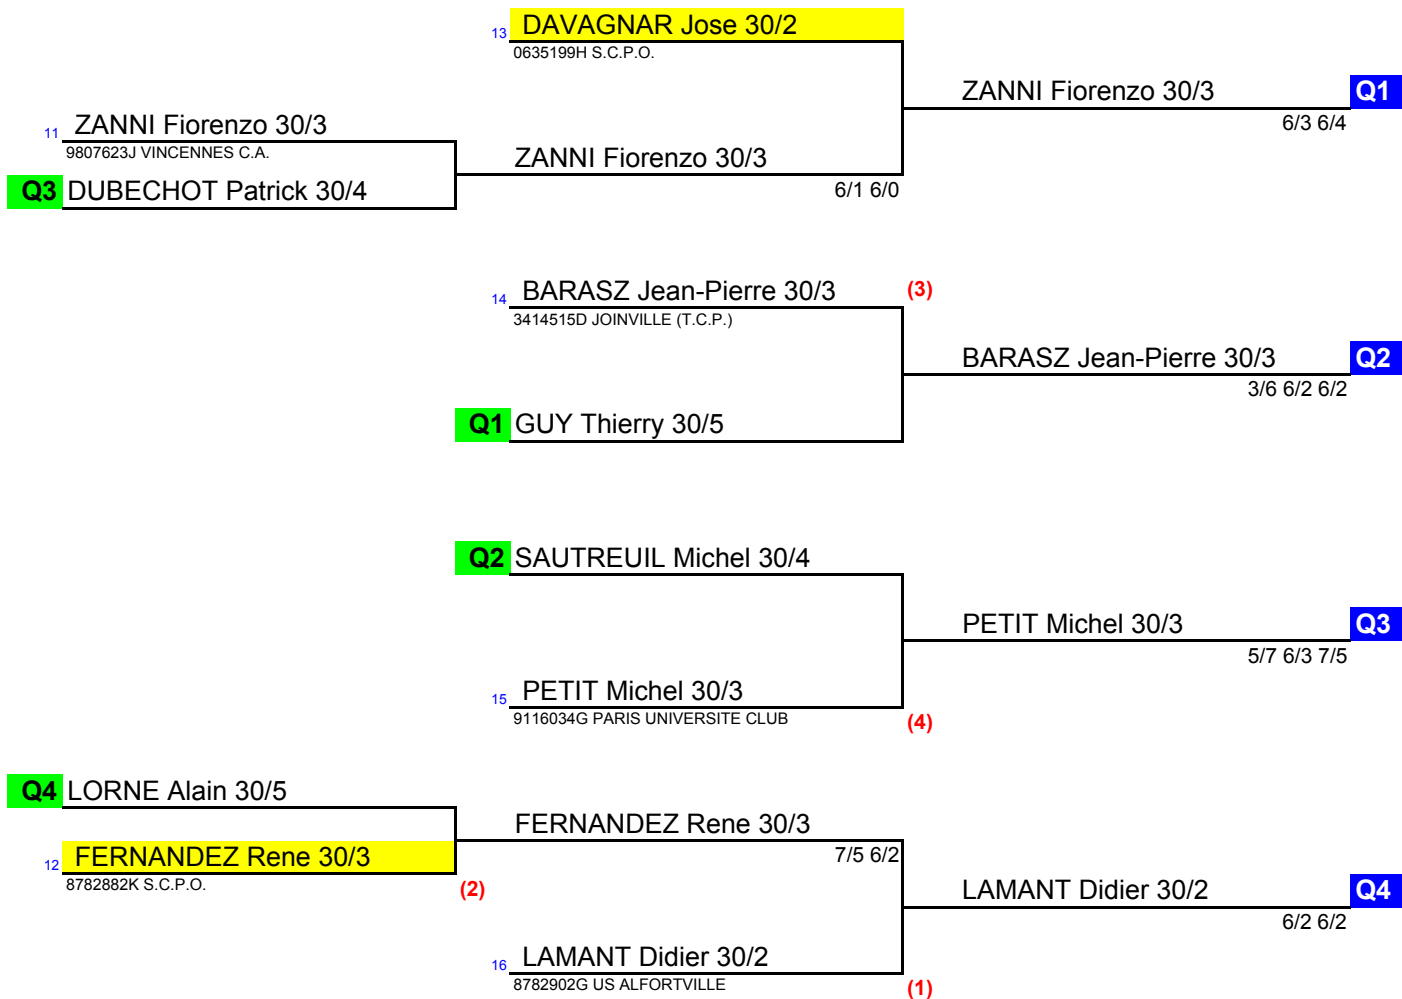 13 DAVAGNAR Jose 30/2
0635199H S.C.P.O.
ZANNI Fiorenzo 30/3 Q1
6/3 6/4
11 ZANNI Fiorenzo 30/3
9807623J VINCENNES C.A.
ZANNI Fiorenzo 30/3
6/1 6/0
Q3 DUBECHOT Patrick 30/4
14 BARASZ Jean-Pierre 30/3 (3)
3414515D JOINVILLE (T.C.P.)
BARASZ Jean-Pierre 30/3 Q2
3/6 6/2 6/2
Q1 GUY Thierry 30/5
Q2 SAUTREUIL Michel 30/4
PETIT Michel 30/3 Q3
5/7 6/3 7/5
15 PETIT Michel 30/3
9116034G PARIS UNIVERSITE CLUB (4)
Q4 LORNE Alain 30/5
FERNANDEZ Rene 30/3
7/5 6/2
12 FERNANDEZ Rene 30/3
8782882K S.C.P.O. (2)
LAMANT Didier 30/2 Q4
6/2 6/2
16 LAMANT Didier 30/2
8782902G US ALFORTVILLE (1)